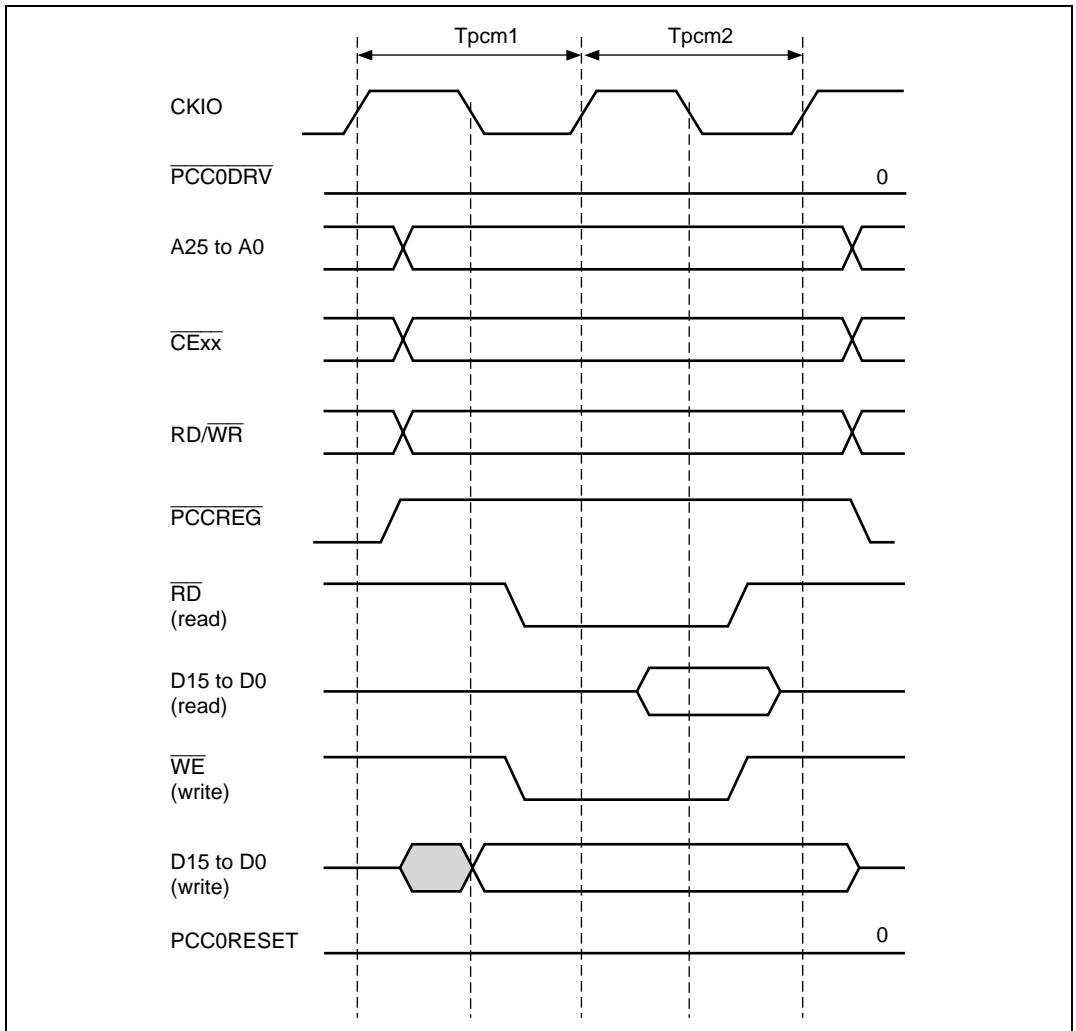 Tpcm1 Tpcm2
CKIO
PCC0DRV 0
A25 to A0
CExx
RD/WR
PCCREG
RD
(read)
D15 to D0
(read)
WE
(write)
D15 to D0
(write)
PCC0RESET 0